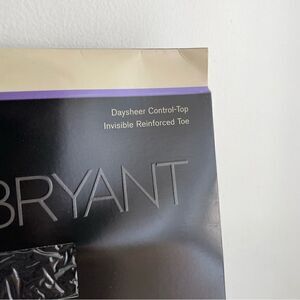 Daysheer Control-Top
Invisible Reinforced Toe
BRYANT